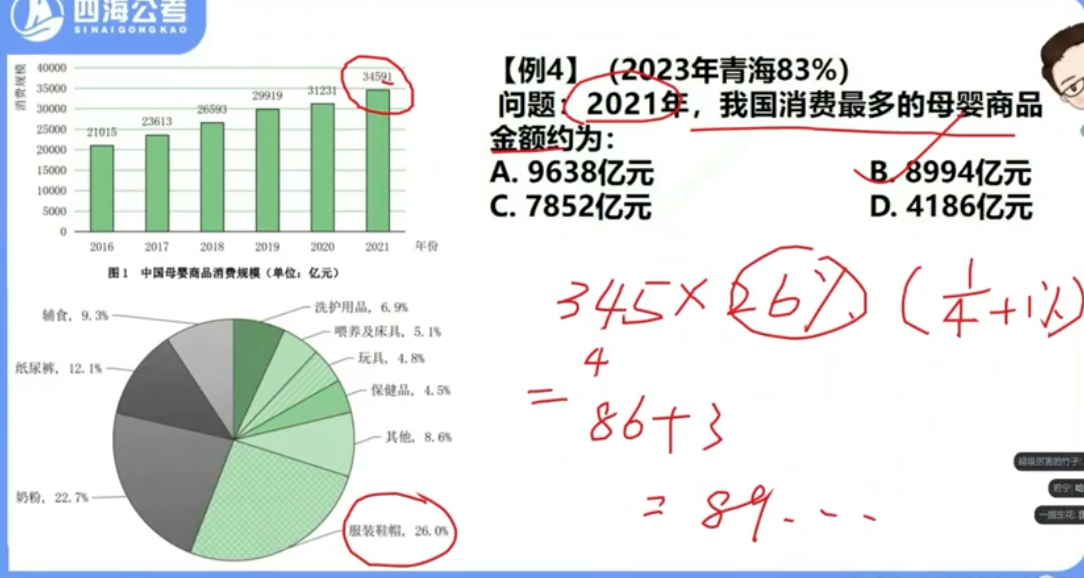 四海公考
SIHAIGONGKAO
消费规模
40000
35000
30000
25000
20000
15000
10000
5000
0
21015
23613
26593
29919
31231
34591
2016
2017
2018
2019
2020
2021
年份
图1 中国母婴商品消费规模（单位：亿元）
洗护用品，6.9%
喂养及床具，5.1%
玩具，4.8%
保健品，4.5%
其他，8.6%
服装鞋帽，26.0%
奶粉，22.7%
纸尿裤，12.1%
辅食，9.3%
【例4】（2023年青海83%）
问题：2021年，我国消费最多的母婴商品
金额约为：
A. 9638亿元
B. 8994亿元
C. 7852亿元
D. 4186亿元
345×26% (1/4+1%)
4
= 86+3
= 89...
超级厉害的竹子:
一路生花: